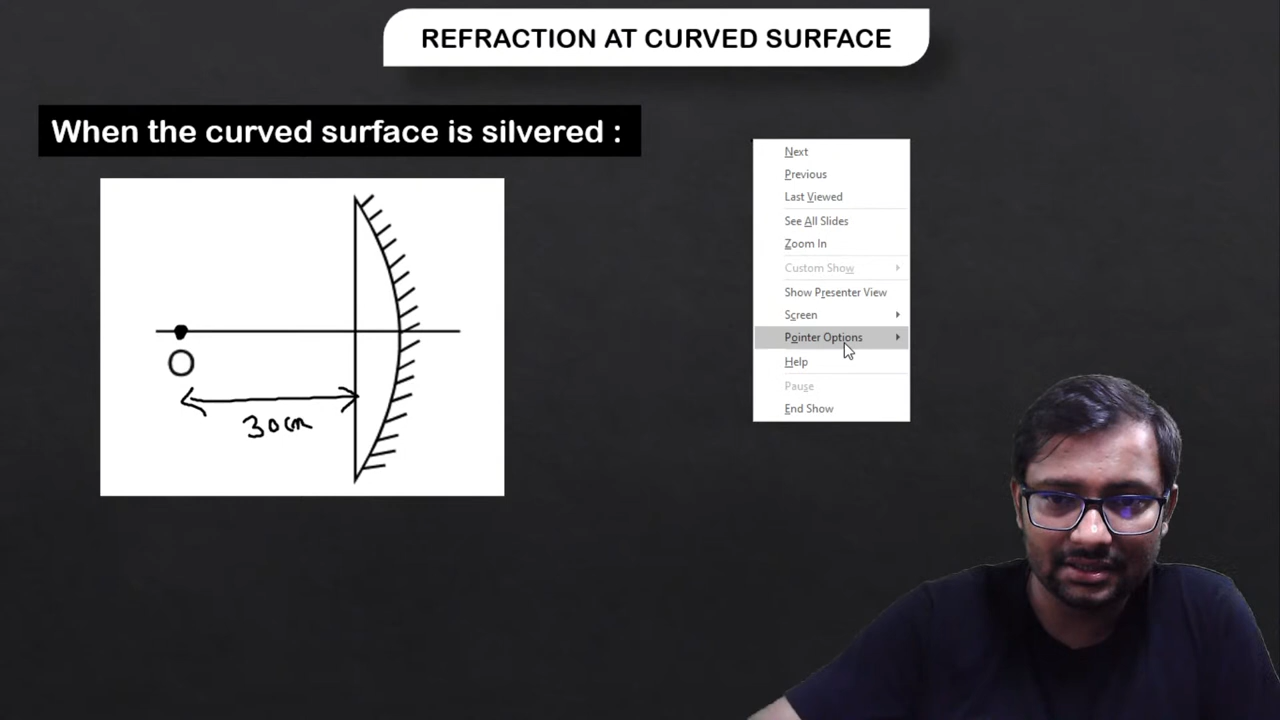 REFRACTION AT CURVED SURFACE
When the curved surface is silvered :
O
30cm
Next
Previous
Last Viewed
See All Slides
Zoom In
Custom Show
Show Presenter View
Screen
Pointer Options
Help
Pause
End Show